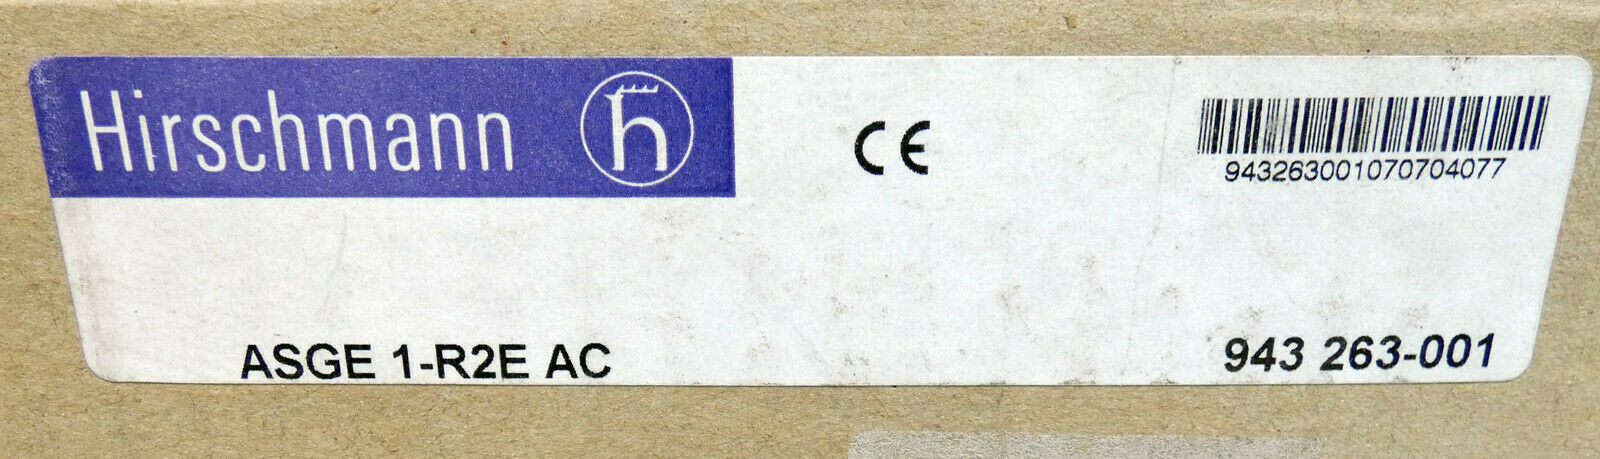 Hirschmann h
CE
943263001070704077
ASGE 1-R2E AC
943 263-001